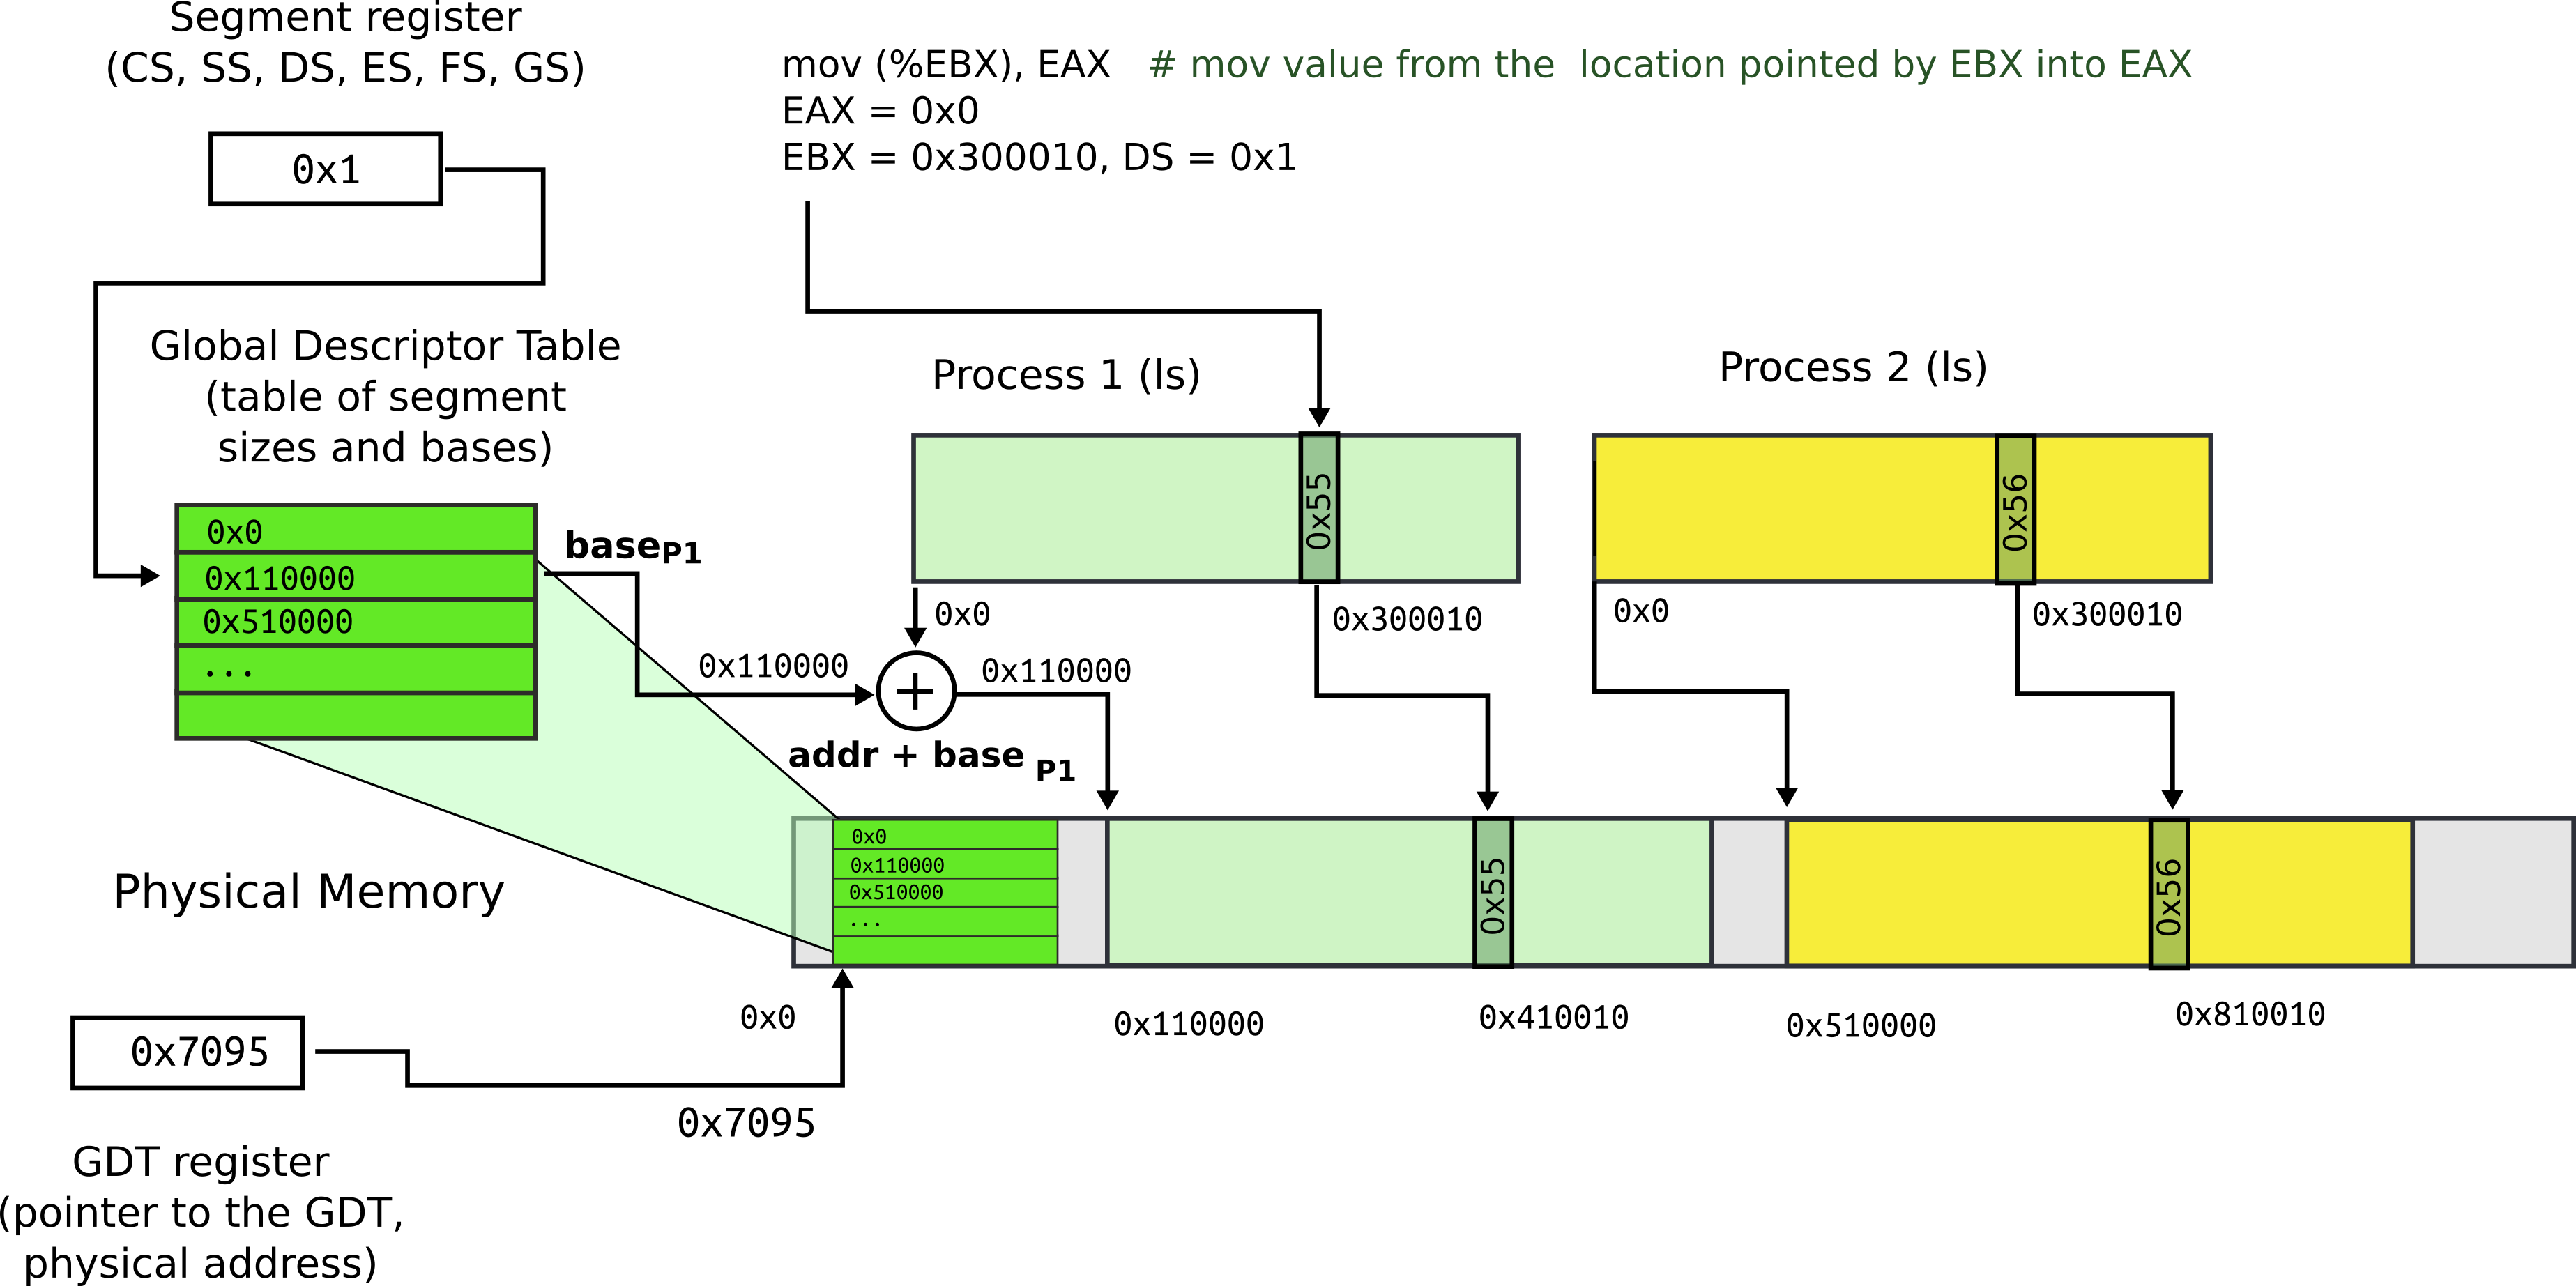 Segment register
(CS, SS, DS, ES, FS, GS)
0x1
mov (%EBX), EAX # mov value from the location pointed by EBX into EAX
EAX = 0x0
EBX = 0x300010, DS = 0x1
Global Descriptor Table
(table of segment
sizes and bases)
0x0
0x110000
0x510000
...
baseP1
Process 1 (ls)
0x55
Process 2 (ls)
0x56
0x0
0x300010
0x0
0x300010
0x110000
+
0x110000
addr + base P1
Physical Memory
0x0
0x110000
0x510000
...
0x55
0x56
0x0
0x110000
0x410010
0x510000
0x810010
0x7095
0x7095
GDT register
(pointer to the GDT,
physical address)